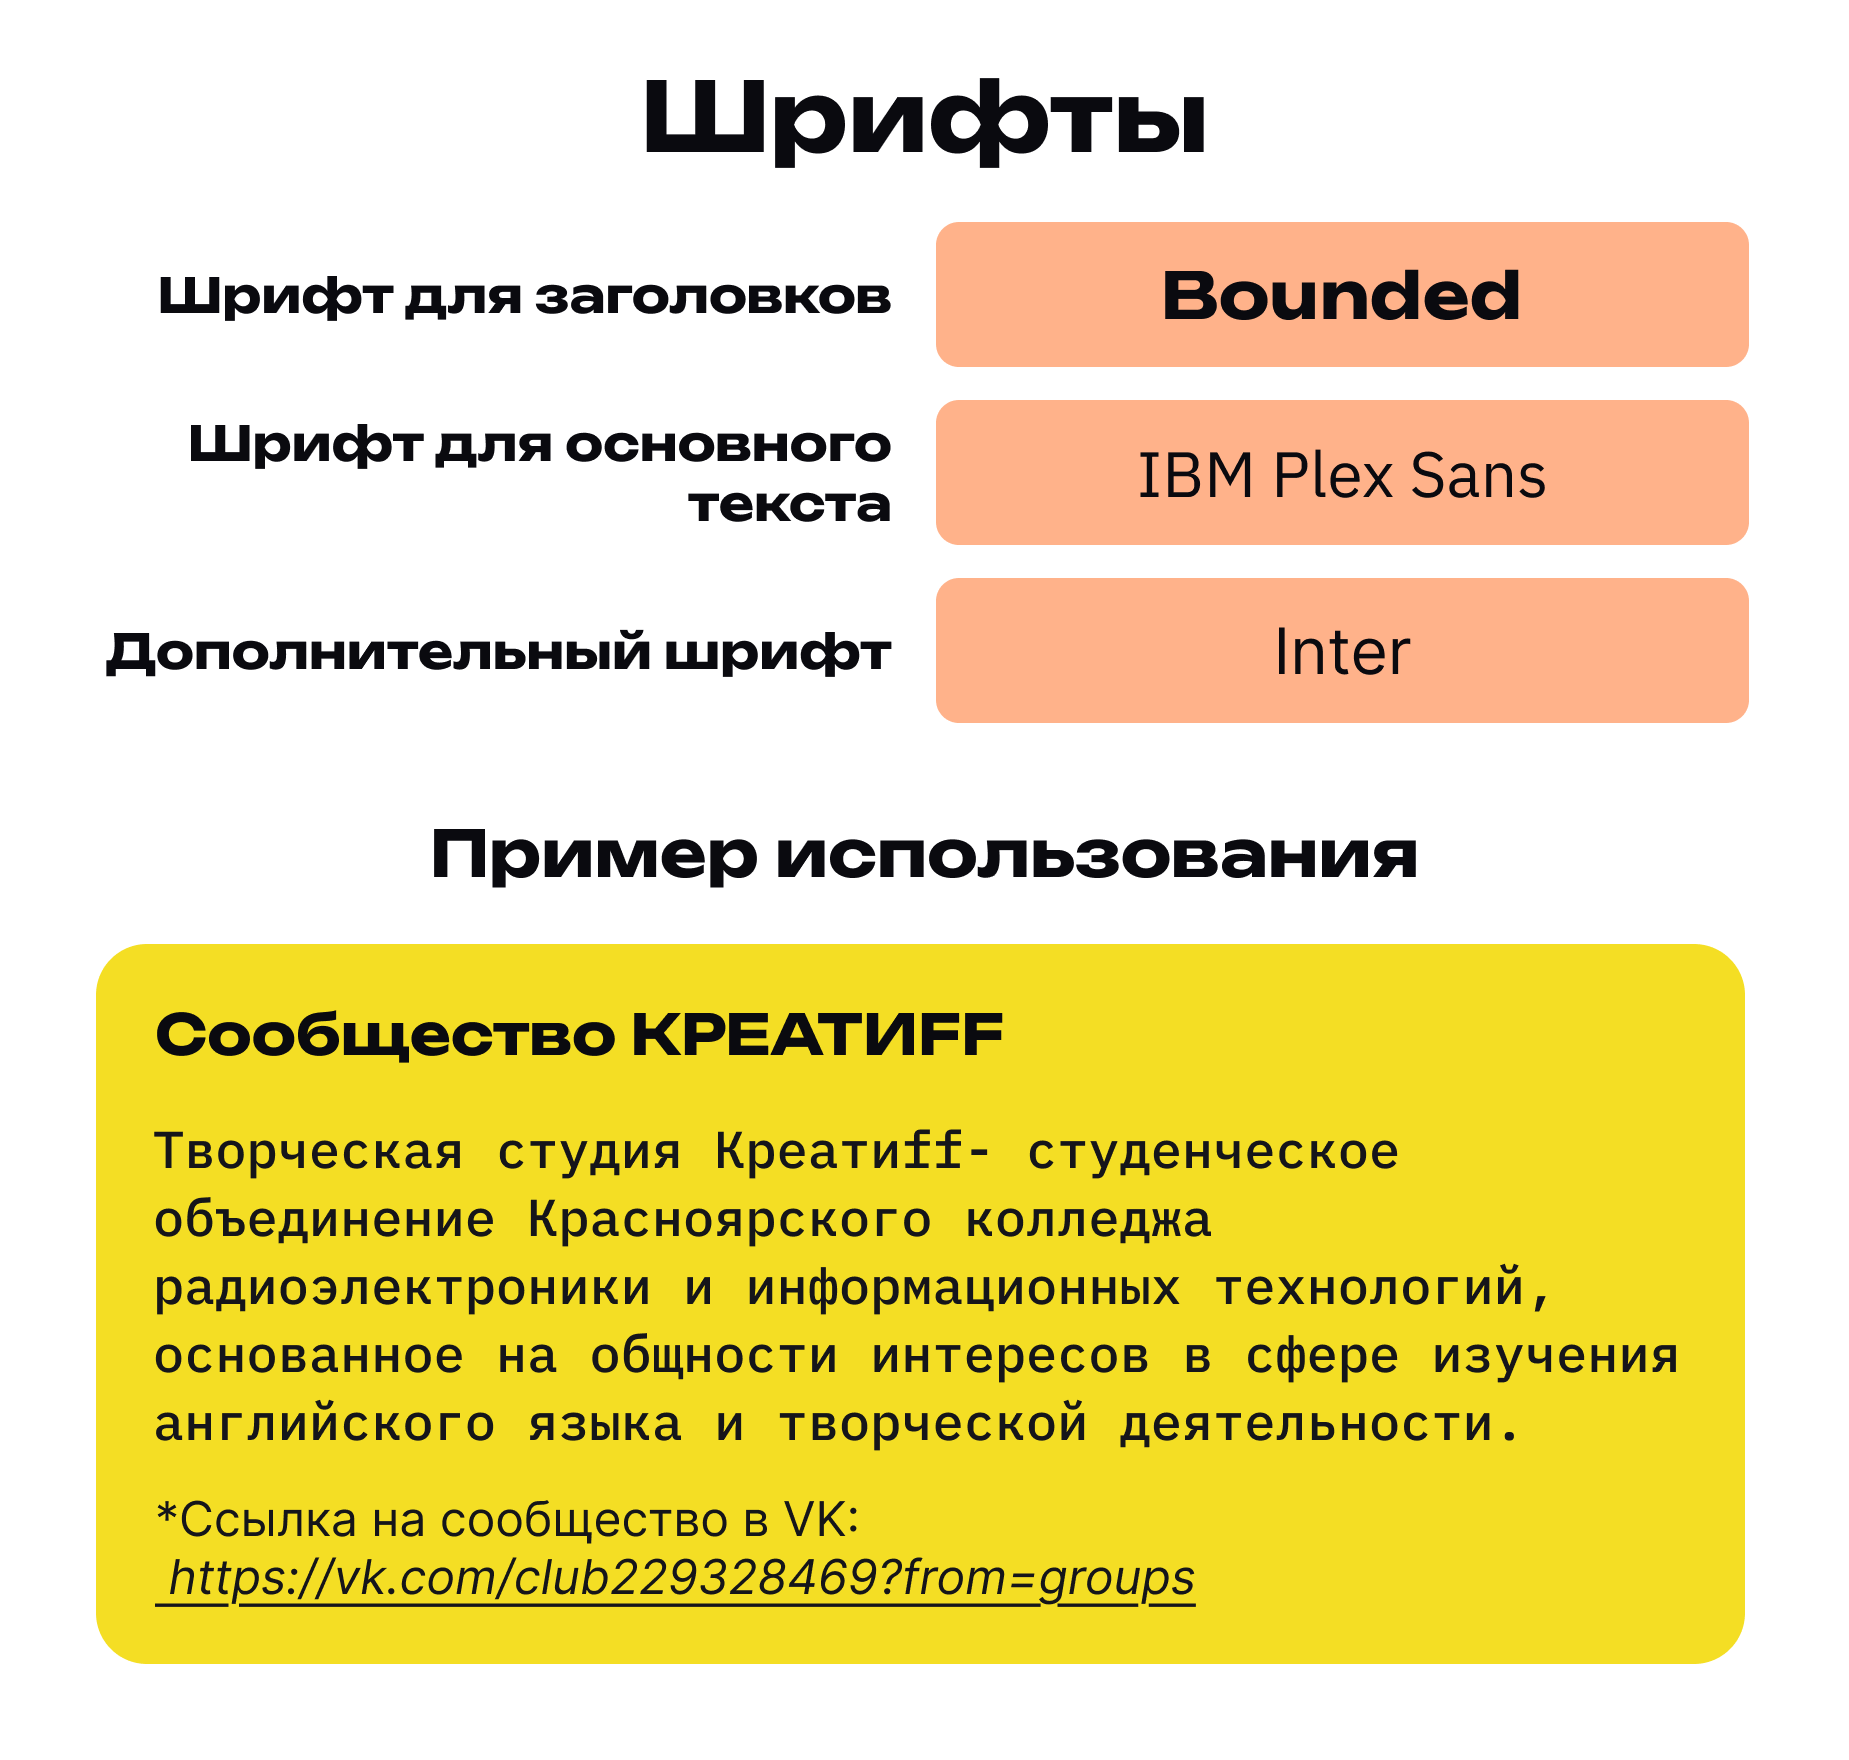 Шрифты
Шрифт для заголовков
Bounded
Шрифт для основного
текста
IBM Plex Sans
Дополнительный шрифт
Inter
Пример использования
Сообщество КРЕАТИFF
Творческая студия Креатиff- студенческое
объединение Красноярского колледжа
радиоэлектроники и информационных технологий,
основанное на общности интересов в сфере изучения
английского языка и творческой деятельности.
*Ссылка на сообщество в VK:
https://vk.com/club229328469?from=groups